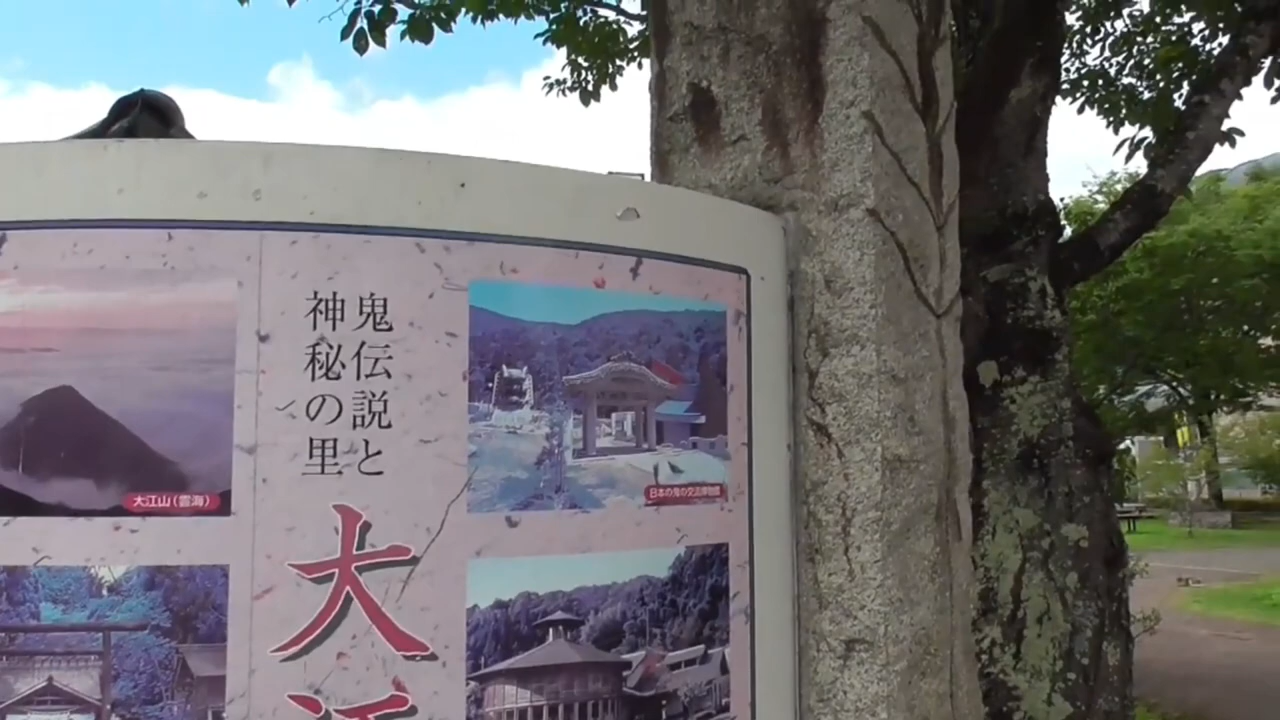 鬼伝説と
神秘の里
大江
大江山（雲海）
日本の鬼の交流博物館